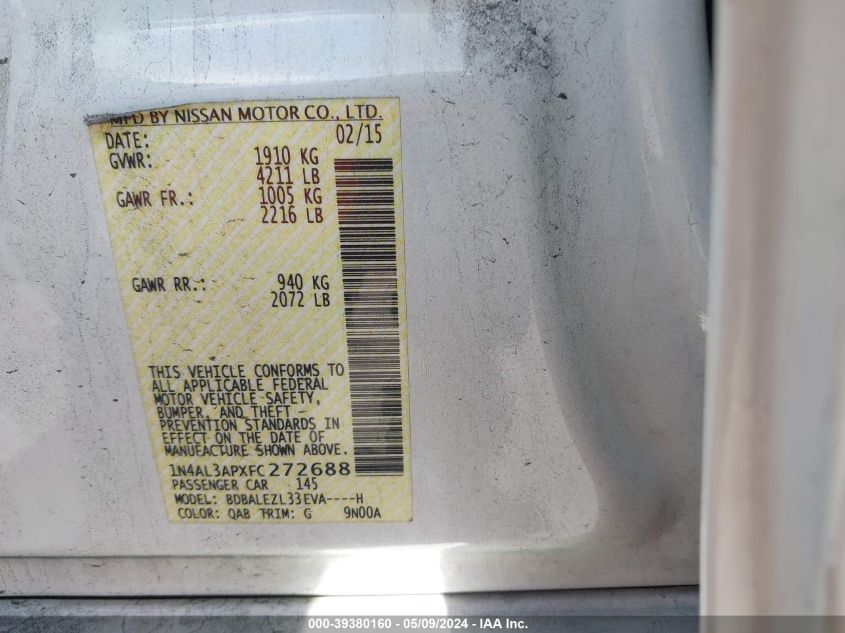 MFD BY NISSAN MOTOR CO., LTD.
DATE: 02/15
GVWR: 1910 KG
4211 LB
GAWR FR.: 1005 KG
2216 LB
GAWR RR.: 940 KG
2072 LB
THIS VEHICLE CONFORMS TO
ALL APPLICABLE FEDERAL
MOTOR VEHICLE SAFETY,
BUMPER, AND THEFT
PREVENTION STANDARDS IN
EFFECT ON THE DATE OF
MANUFACTURE SHOWN ABOVE.
1N4AL3APXFC272688
PASSENGER CAR 145
MODEL: BDBALEZL33EVA----H
COLOR: QAB TRIM: G 9N00A
000-39380160 - 05/09/2024 - IAA Inc.